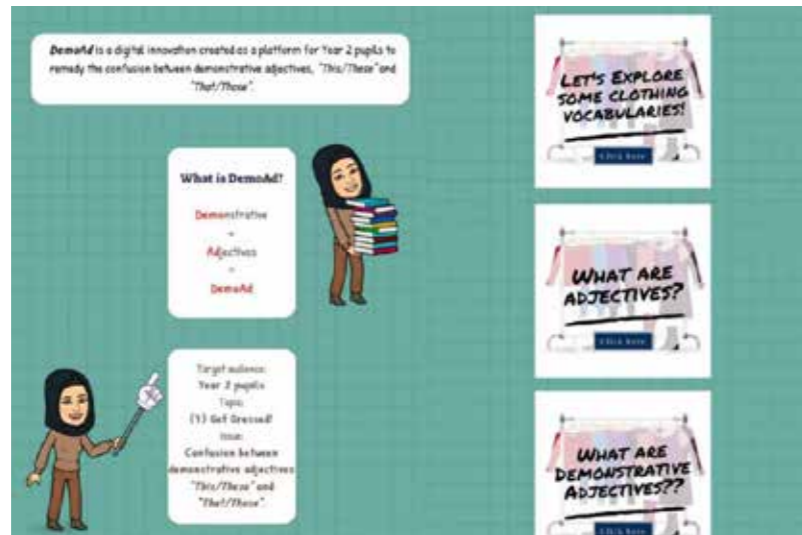 DemoAd is a digital innovation created as a platform for Year 2 pupils to
remedy the confusion between demonstrative adjectives, "This/These" and
"That/Those".
What is DemoAd?
Demonstrative
+
Adjectives
=
DemoAd
Target audience:
Year 2 pupils
Topic:
(7) Get Dressed!
Issue:
Confusion between
demonstrative adjectives
"This/These" and
"That/Those".
LET'S EXPLORE
SOME CLOTHING
VOCABULARIES!
Click here
WHAT ARE
ADJECTIVES?
Click here
WHAT ARE
DEMONSTRATIVE
ADJECTIVES??
Click here